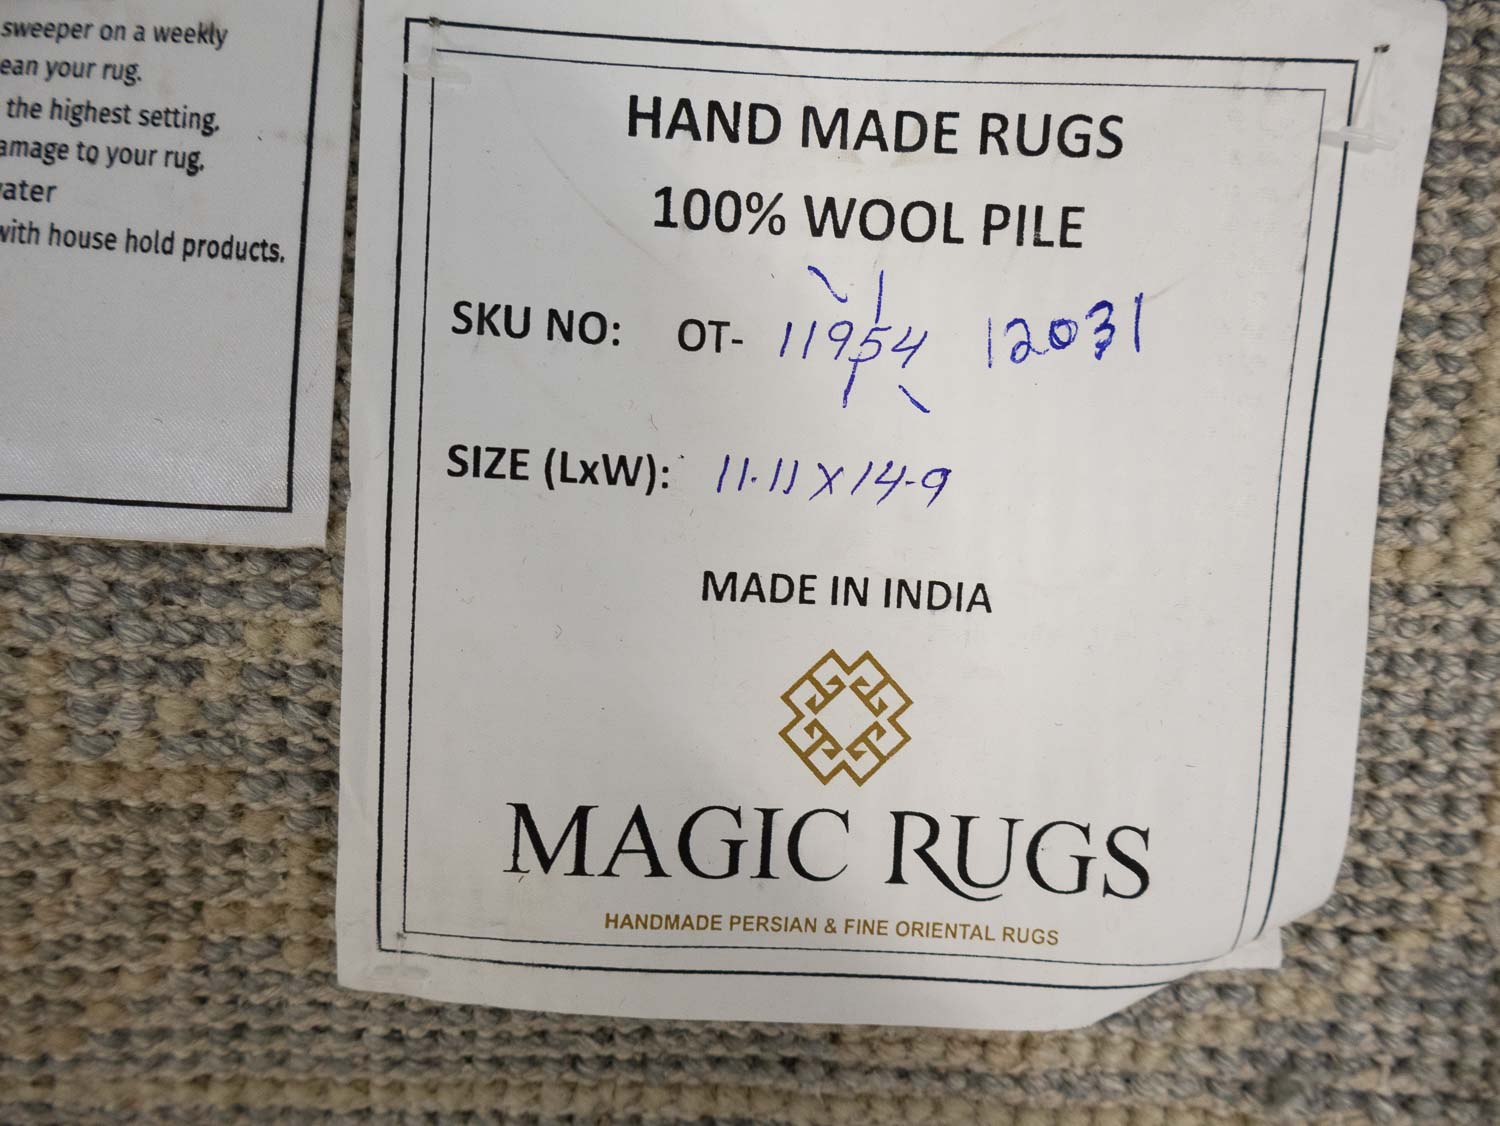 sweeper on a weekly
ean your rug.
the highest setting,
amage to your rug,
ater
with house hold products.
HAND MADE RUGS
100% WOOL PILE
SKU NO: OT- 11954 12031
SIZE (LxW): 11.11 X 14-9
MADE IN INDIA
MAGIC RUGS
HANDMADE PERSIAN & FINE ORIENTAL RUGS